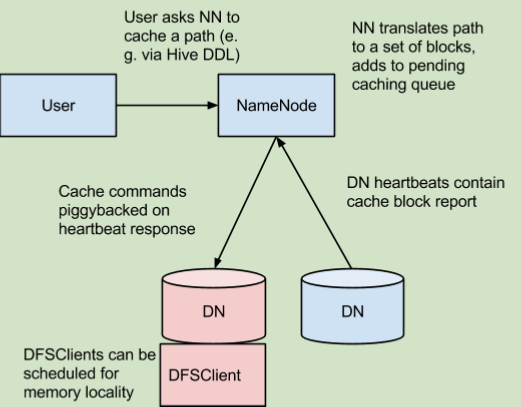 User asks NN to
cache a path (e.
g. via Hive DDL)
NN translates path
to a set of blocks,
adds to pending
caching queue
User
NameNode
Cache commands
piggybacked on
heartbeat response
DN heartbeats contain
cache block report
DN
DN
DFSClients can be
scheduled for
memory locality
DFSClient